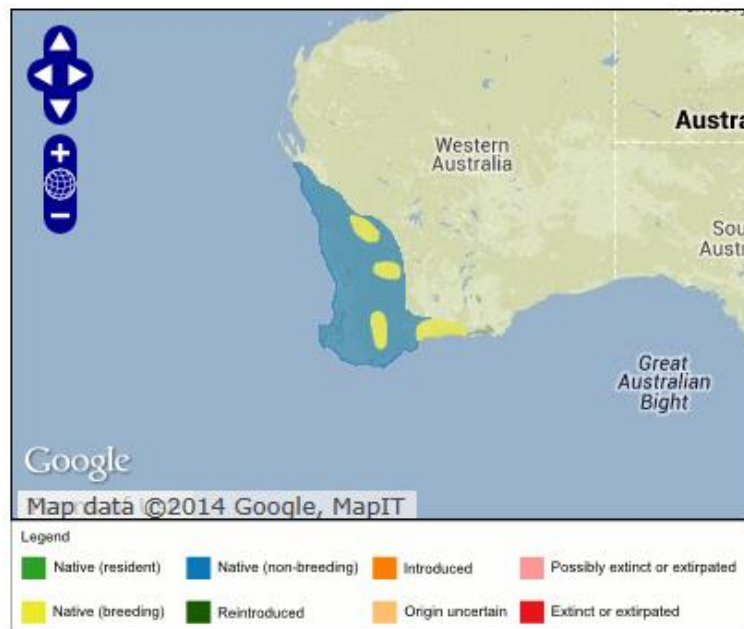 Austra
Western
Australia
Sou
Austr
Great
Australian
Bight
Google
Map data ©2014 Google, MapIT
Legend
Native (resident)
Native (non-breeding)
Introduced
Possibly extinct or extirpated
Native (breeding)
Reintroduced
Origin uncertain
Extinct or extirpated